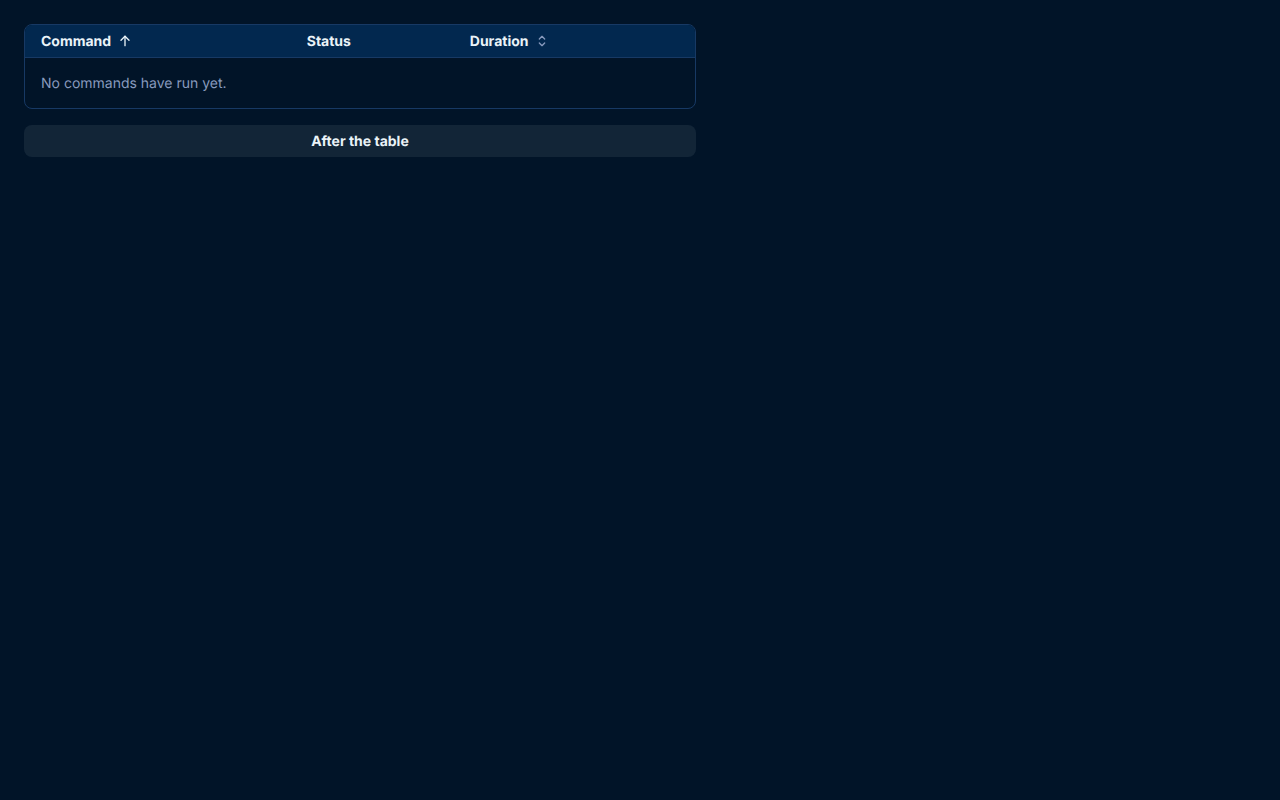 Command Status Duration
No commands have run yet.
After the table